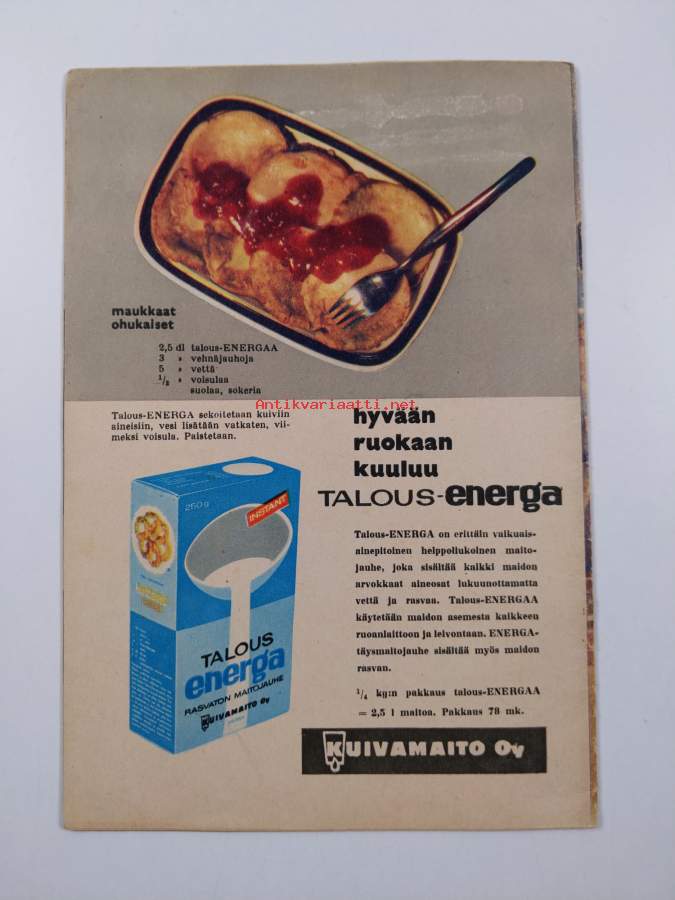 maukkaat
ohukaiset
2,5 dl talous-ENERGAA
3 » vehnäjauhoja
5 » vettä
1/2 » voisulaa
suolaa, sokeria
Talous-ENERGA sekoitetaan kuiviin
aineisiin, vesi lisätään vatkaten, vii-
meksi voisula. Paistetaan.
Antikvariaatti.net
hyvään
ruokaan
kuuluu
TALOUS-energa
Talous-ENERGA on erittäin valkuais-
ainepitoinen helppoliukoinen maito-
jauhe, joka sisältää kaikki maidon
arvokkaat aineosat lukuunottamatta
vettä ja rasvaa. Talous-ENERGAA
käytetään maidon asemesta kaikkeen
ruoanlaittoon ja leivontaan. ENERGA-
täysmaitojauhe sisältää myös maidon
rasvan.
1/4 kg:n pakkaus talous-ENERGAA
= 2,5 l maitoa. Pakkaus 78 mk.
KUIVAMAITO Oy
250 g
INSTANT
TALOUS
energa
RASVATON MAITOJAUHE
KUIVAMAITO Oy